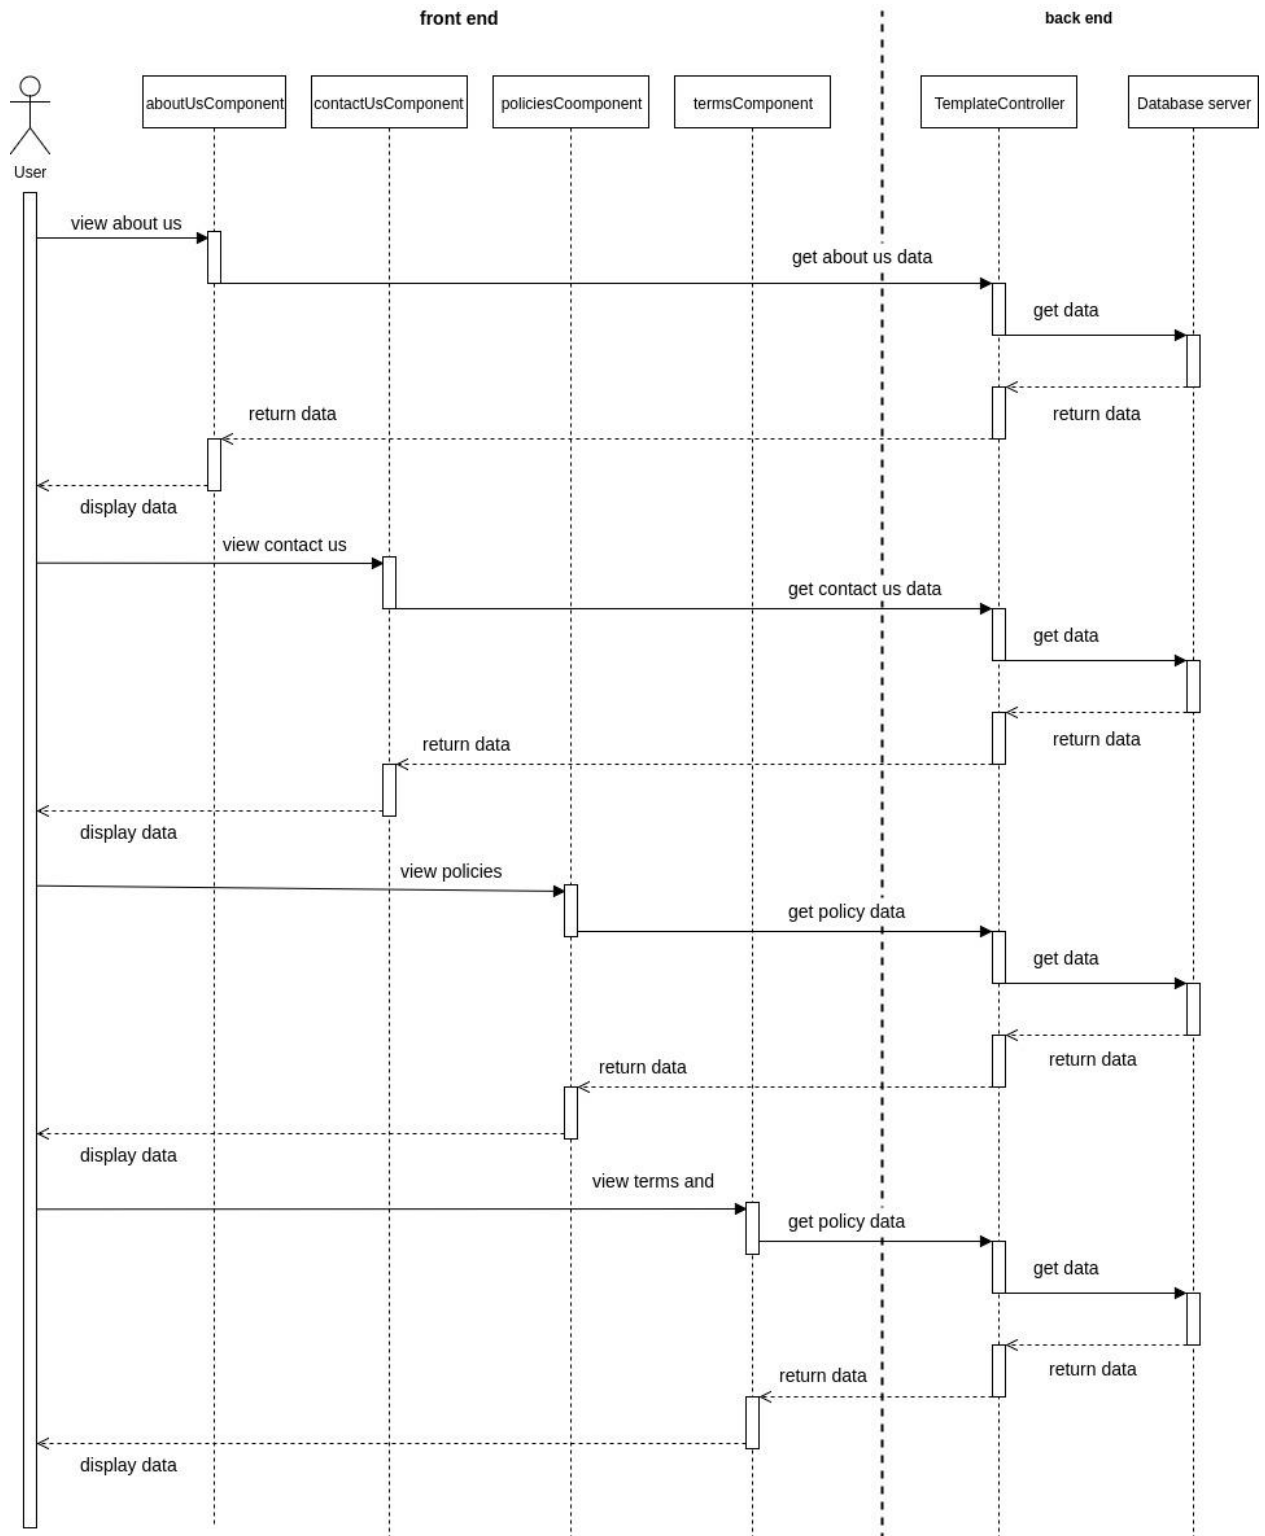 front end
back end
aboutUsComponent
contactUsComponent
policiesCoomponent
termsComponent
TemplateController
Database server
User
view about us
get about us data
get data
return data
return data
display data
view contact us
get contact us data
get data
return data
return data
display data
view policies
get policy data
get data
return data
return data
display data
view terms and
get policy data
get data
return data
return data
display data